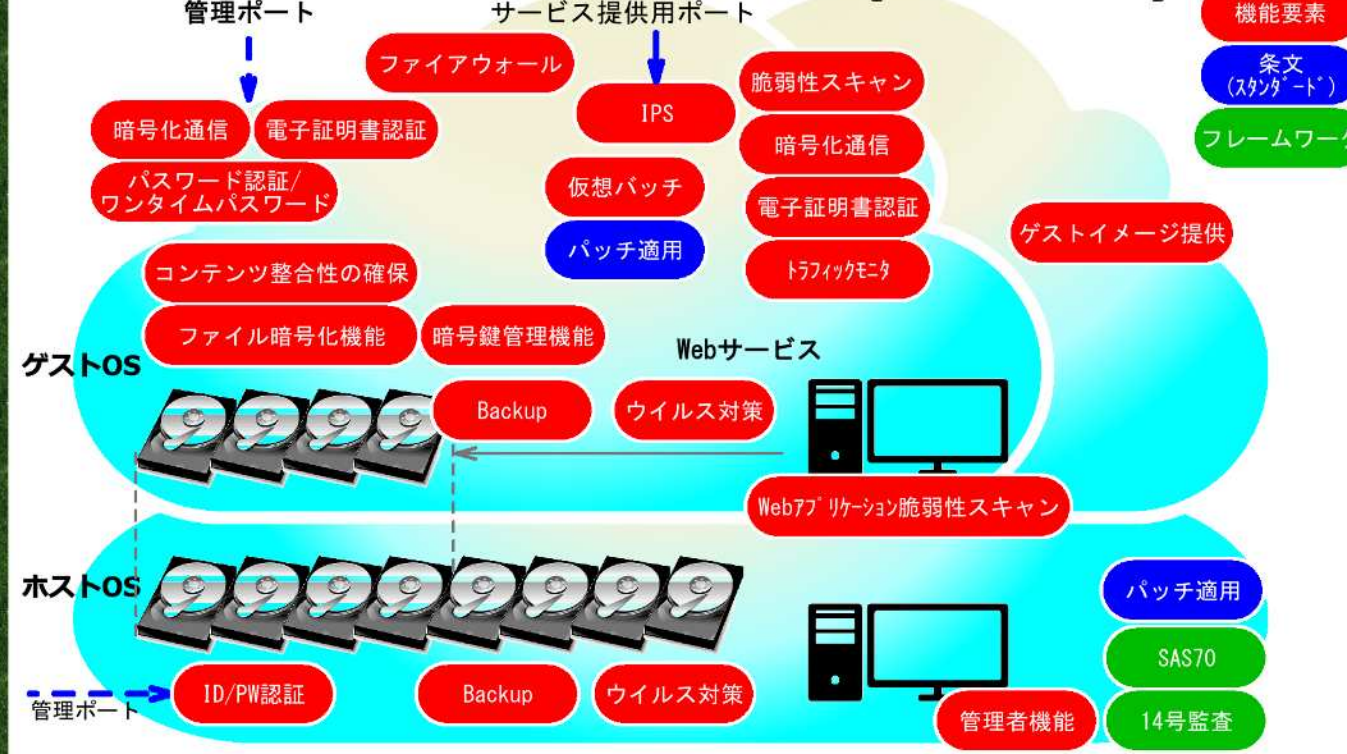 管理ポート
サービス提供用ポート
機能要素
条文
(スタンダード)
フレームワーク
ファイアウォール
脆弱性スキャン
IPS
暗号化通信
電子証明書認証
暗号化通信
パスワード認証/
ワンタイムパスワード
仮想パッチ
電子証明書認証
パッチ適用
ゲストイメージ提供
トラフィックモニタ
コンテンツ整合性の確保
ファイル暗号化機能
暗号鍵管理機能
Webサービス
ゲストOS
Backup
ウイルス対策
Webアプリケーション脆弱性スキャン
ホストOS
パッチ適用
SAS70
管理ポート
ID/PW認証
Backup
ウイルス対策
管理者機能
14号監査